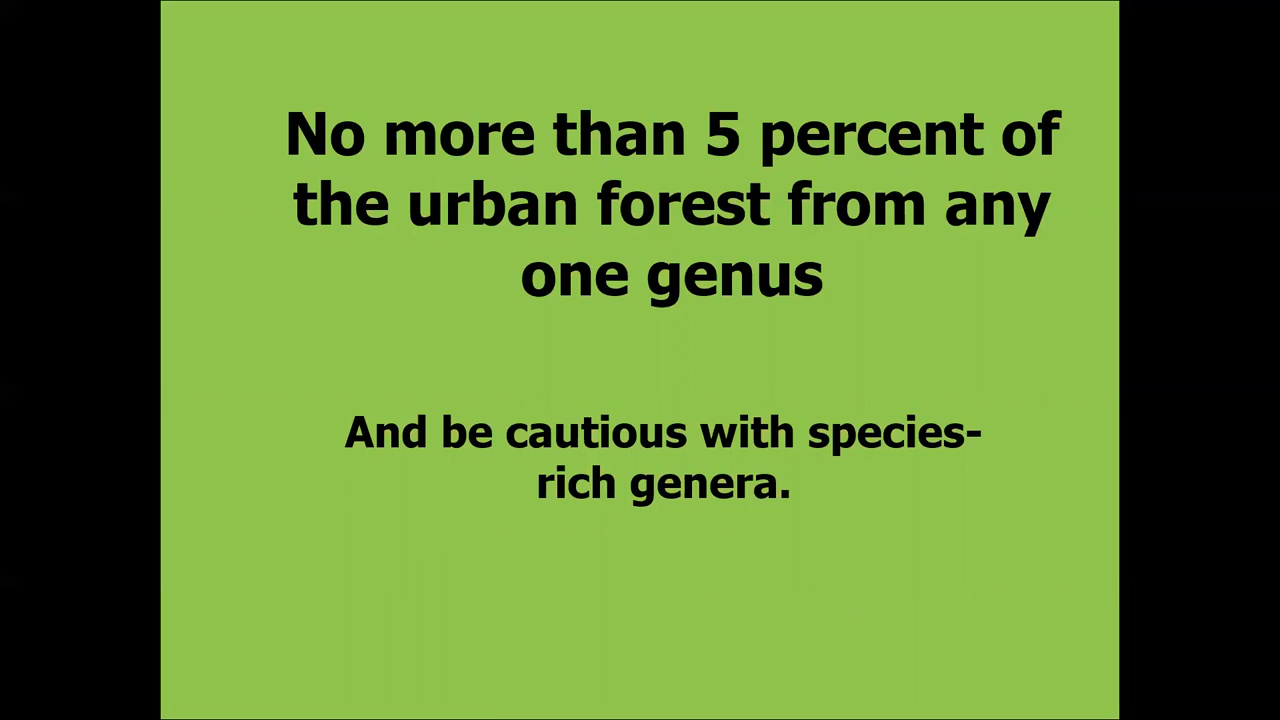 No more than 5 percent of
the urban forest from any
one genus
And be cautious with species-
rich genera.